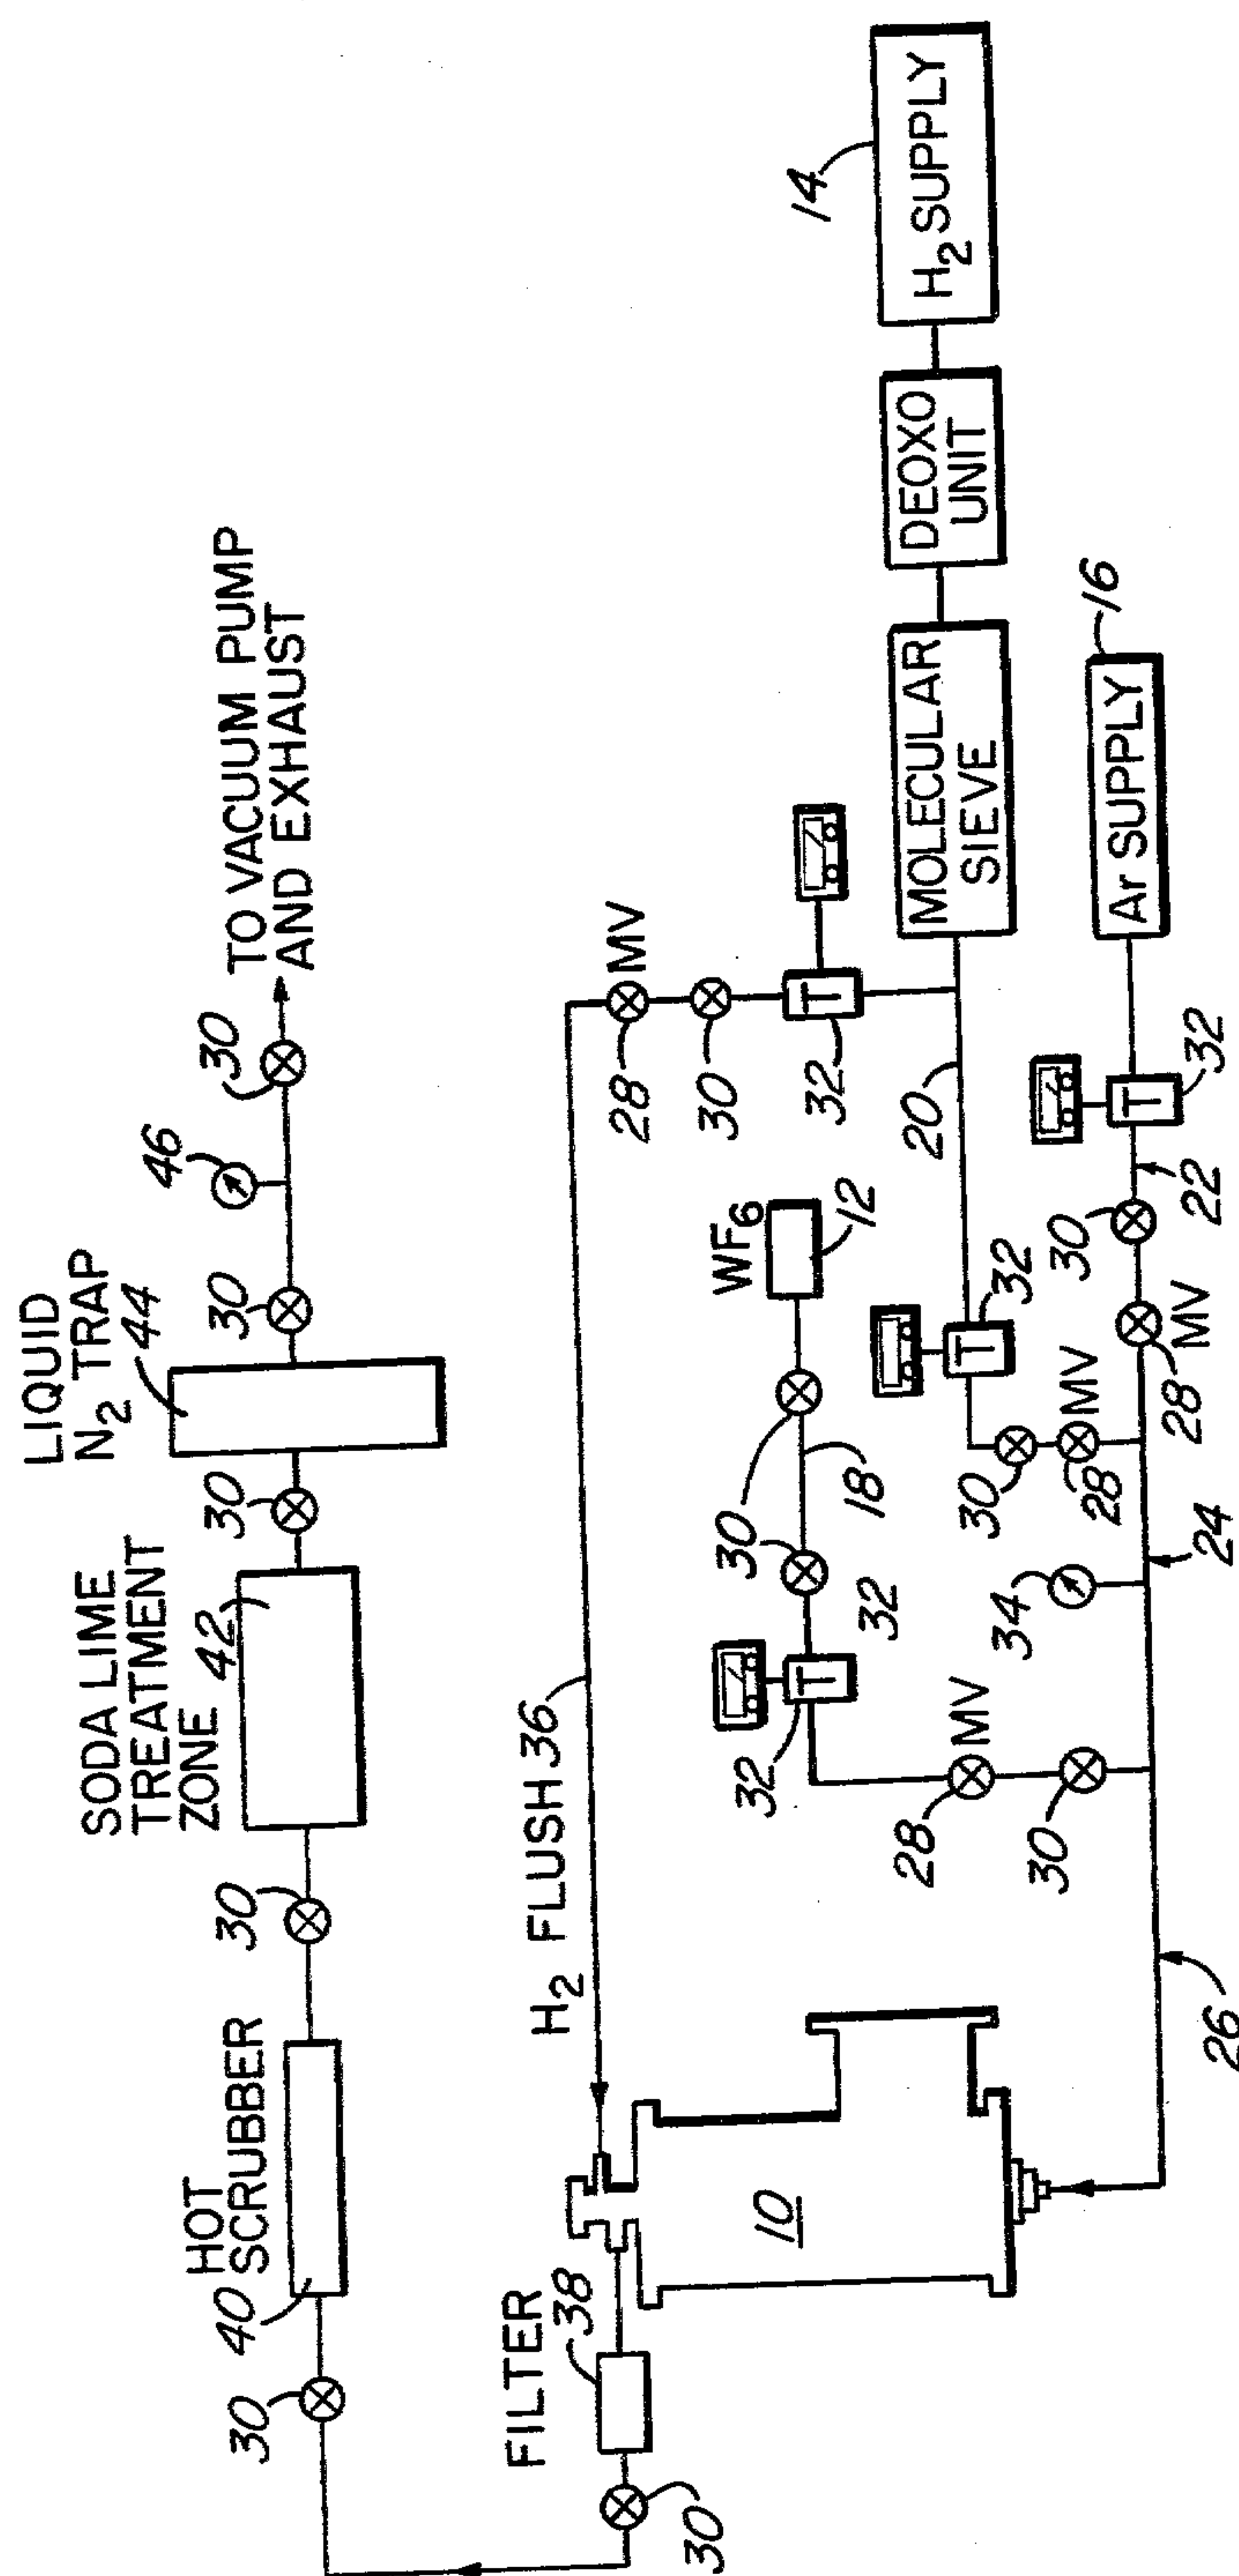 LIQUID
N2 TRAP
44
46
30
30
30
TO VACUUM PUMP
AND EXHAUST
SODA LIME
TREATMENT
ZONE
42
30
HOT
SCRUBBER
40
30
FILTER
38
30
H2 FLUSH 36
10
28
MV
30
T
32
WF6
12
30
18
32
T
32
MV
28
30
20
T
32
30
28
MV
34
24
26
MOLECULAR
SIEVE
DEOXO
UNIT
H2 SUPPLY
14
Ar SUPPLY
16
T
32
22
30
MV
28